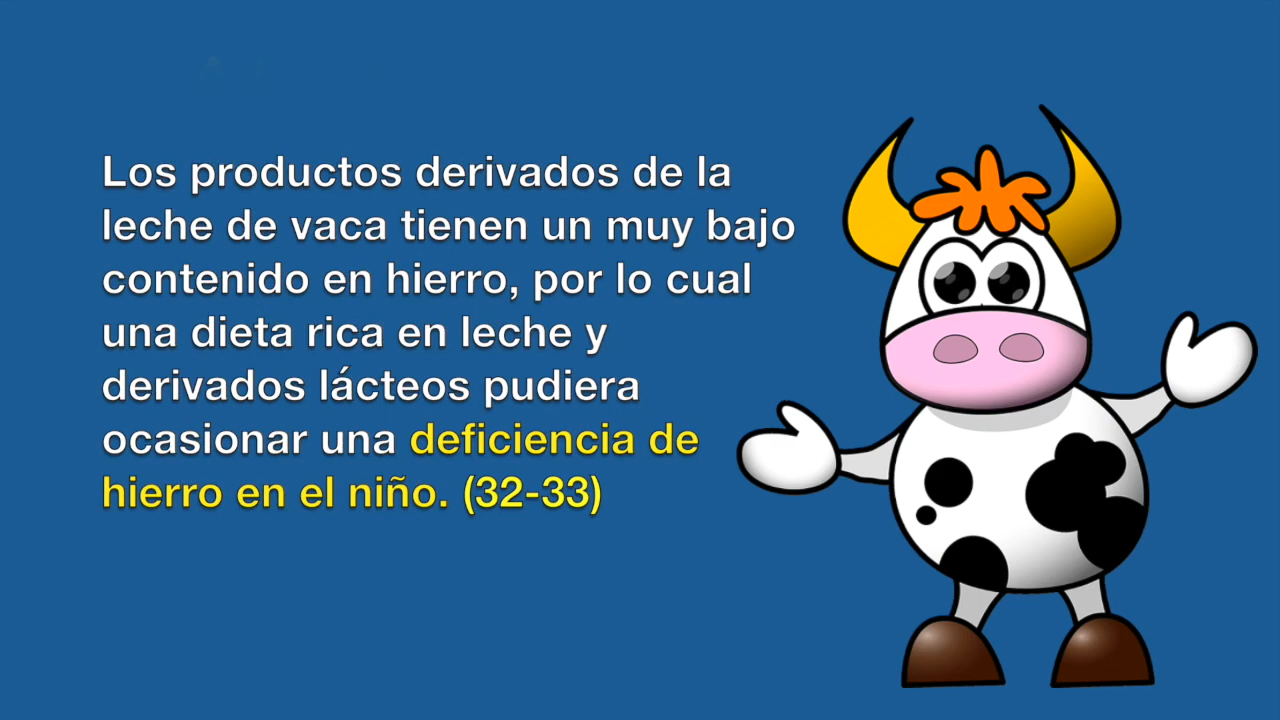 Los productos derivados de la
leche de vaca tienen un muy bajo
contenido en hierro, por lo cual
una dieta rica en leche y
derivados lácteos pudiera
ocasionar una deficiencia de
hierro en el niño. (32-33)